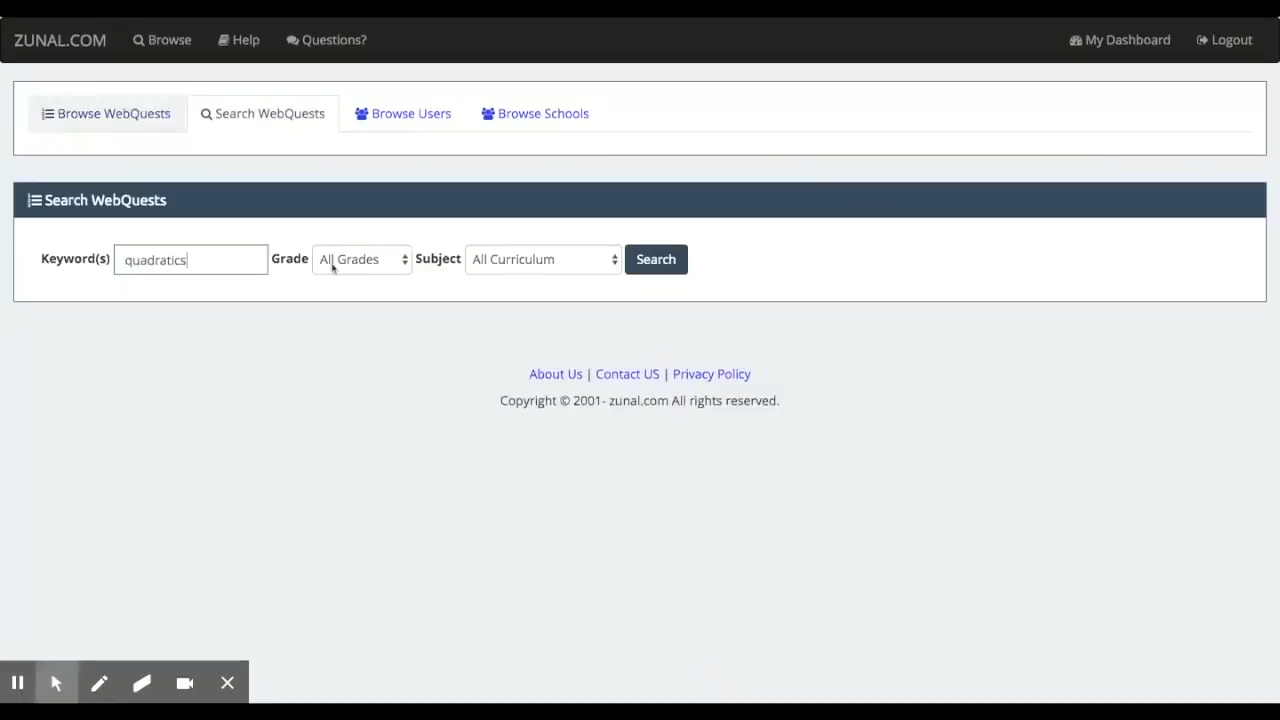 ZUNAL.COM Browse Help Questions? My Dashboard Logout
Browse WebQuests Search WebQuests Browse Users Browse Schools
Search WebQuests
Keyword(s) quadratics Grade All Grades Subject All Curriculum Search
About Us | Contact US | Privacy Policy
Copyright © 2001- zunal.com All rights reserved.